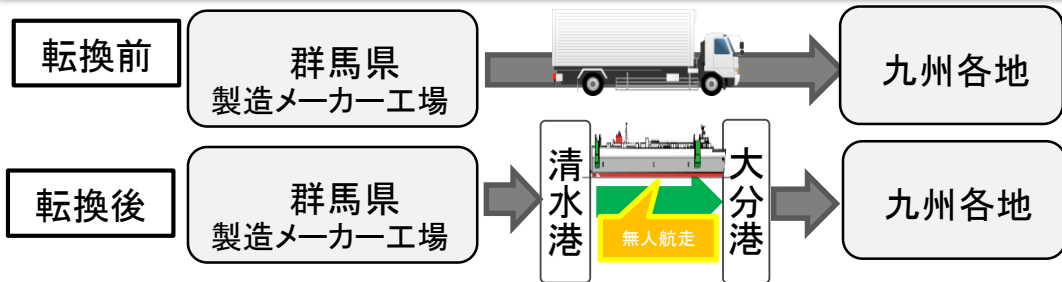 転換前
群馬県
製造メーカー工場
九州各地
転換後
群馬県
製造メーカー工場
清水港
無人航走
大分港
九州各地